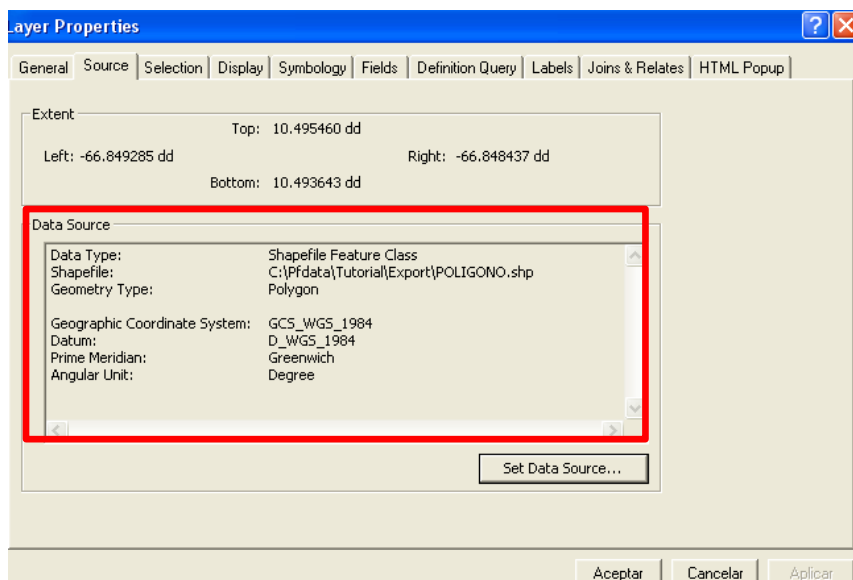 Layer Properties
General Source Selection Display Symbology Fields Definition Query Labels Joins & Relates HTML Popup
Extent
Top: 10.495460 dd
Left: -66.849285 dd Right: -66.848437 dd
Bottom: 10.493643 dd
Data Source
Data Type: Shapefile Feature Class
Shapefile: C:\Pfdata\Tutorial\Export\POLIGONO.shp
Geometry Type: Polygon
Geographic Coordinate System: GCS_WGS_1984
Datum: D_WGS_1984
Prime Meridian: Greenwich
Angular Unit: Degree
Set Data Source...
Aceptar Cancelar Aplicar